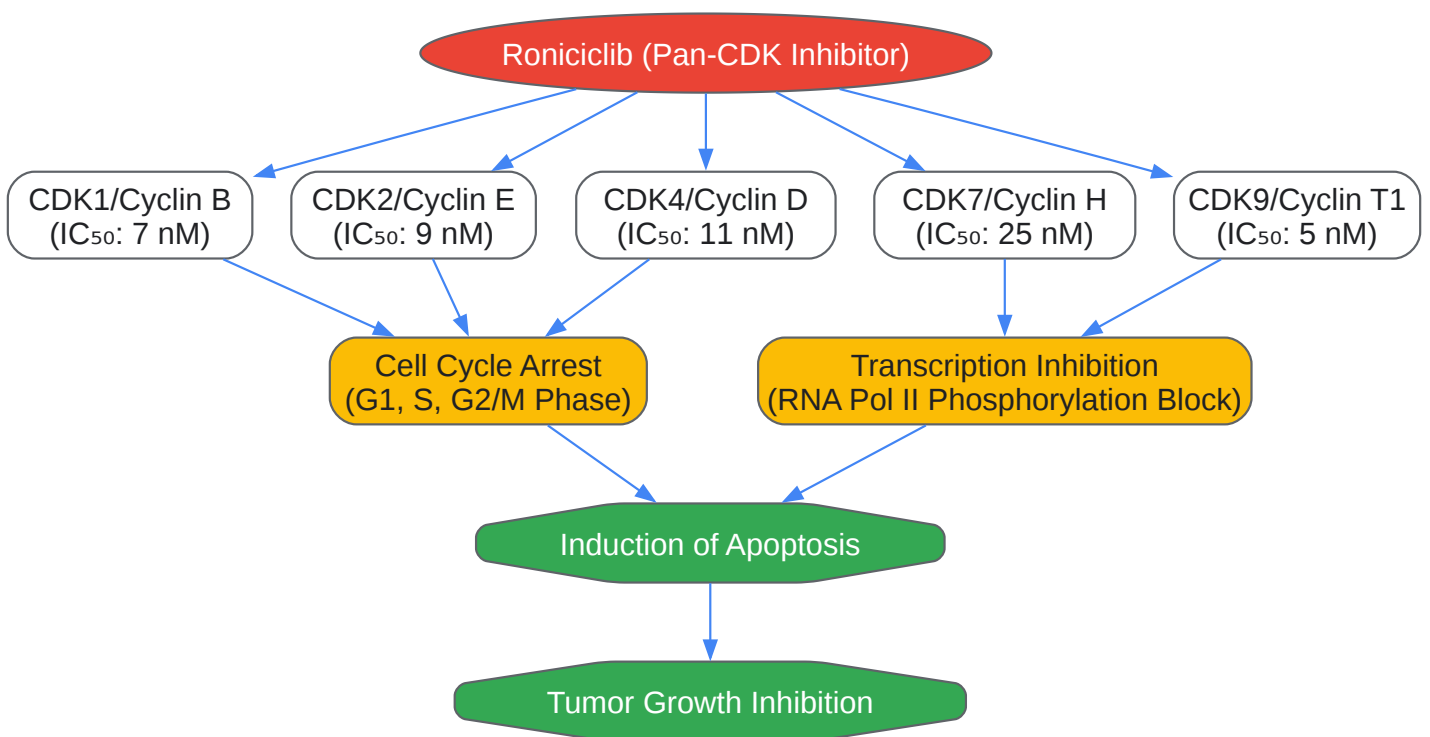 Roniciclib (Pan-CDK Inhibitor)
CDK1/Cyclin B
(IC₅₀: 7 nM)
CDK2/Cyclin E
(IC₅₀: 9 nM)
CDK4/Cyclin D
(IC₅₀: 11 nM)
CDK7/Cyclin H
(IC₅₀: 25 nM)
CDK9/Cyclin T1
(IC₅₀: 5 nM)
Cell Cycle Arrest
(G1, S, G2/M Phase)
Transcription Inhibition
(RNA Pol II Phosphorylation Block)
Induction of Apoptosis
Tumor Growth Inhibition